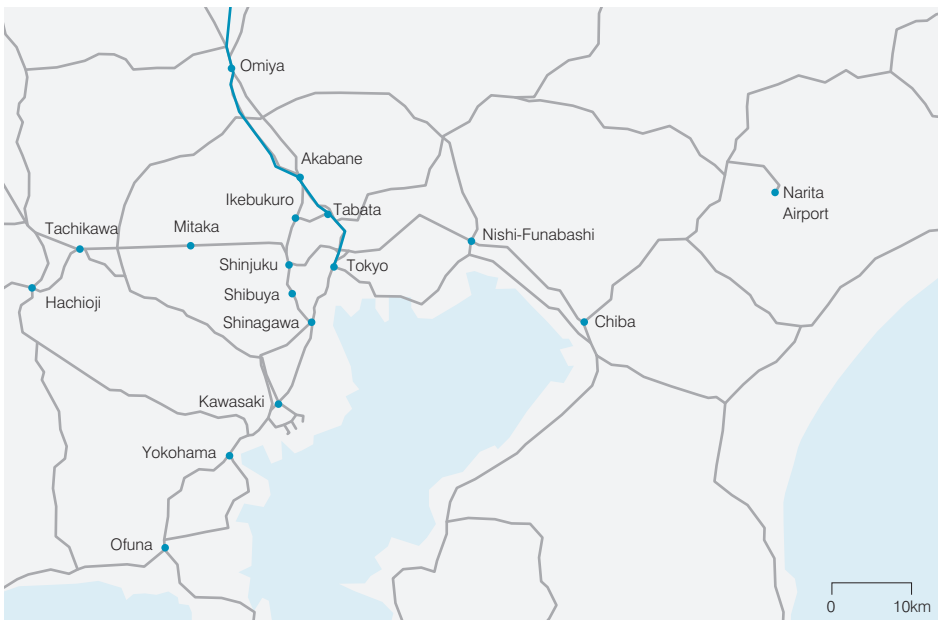 Omiya
Akabane
Ikebukuro
Tabata
Narita
Airport
Tachikawa
Mitaka
Nishi-Funabashi
Shinjuku
Tokyo
Hachioji
Shibuya
Shinagawa
Chiba
Kawasaki
Yokohama
Ofuna
0
10km